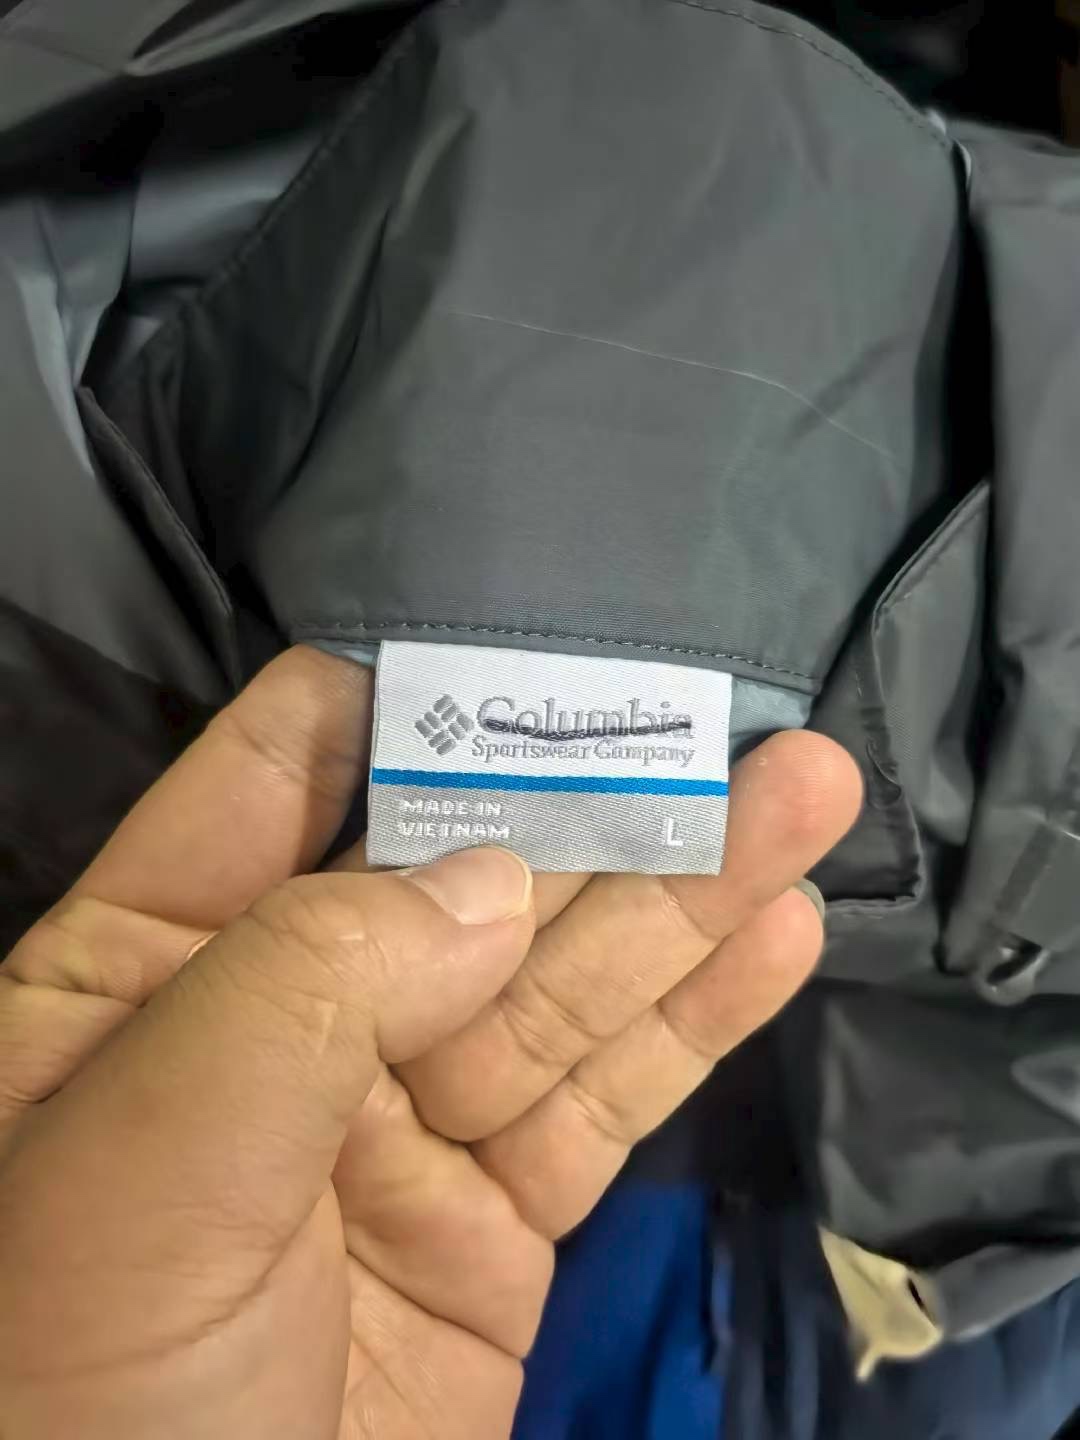 Columbia
Sportswear Company
MADE IN
VIETNAM
L